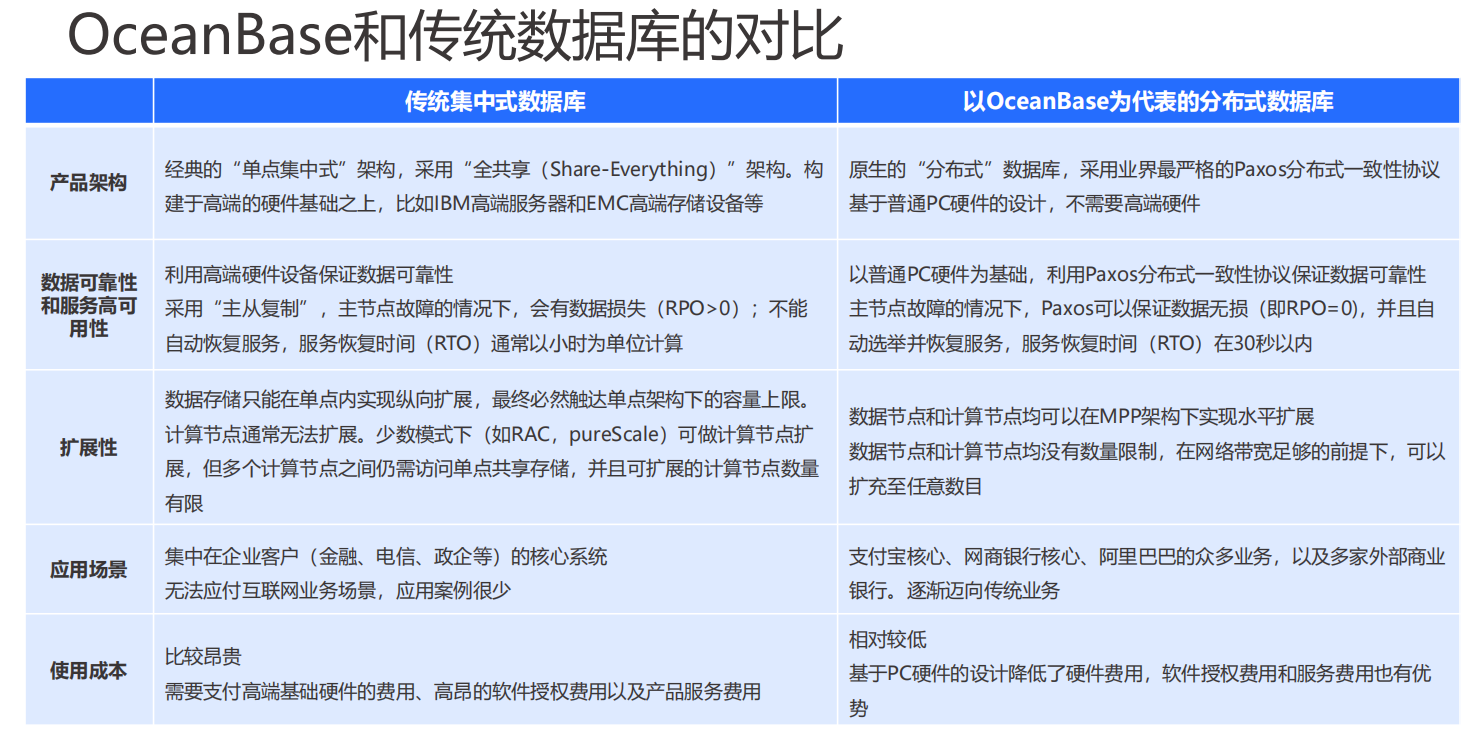 OceanBase和传统数据库的对比
传统集中式数据库
以OceanBase为代表的分布式数据库
产品架构
经典的“单点集中式”架构，采用“全共享（Share-Everything）”架构。构
建于高端的硬件基础之上，比如IBM高端服务器和EMC高端存储设备等
原生的“分布式”数据库，采用业界最严格的Paxos分布式一致性协议
基于普通PC硬件的设计，不需要高端硬件
数据可靠性
和服务高可
用性
利用高端硬件设备保证数据可靠性
采用“主从复制”，主节点故障的情况下，会有数据损失（RPO>0）；不能
自动恢复服务，服务恢复时间（RTO）通常以小时为单位计算
以普通PC硬件为基础，利用Paxos分布式一致性协议保证数据可靠性
主节点故障的情况下，Paxos可以保证数据无损（即RPO=0），并且自
动选举并恢复服务，服务恢复时间（RTO）在30秒以内
扩展性
数据存储只能在单点内实现纵向扩展，最终必然触达单点架构下的容量上限。
计算节点通常无法扩展。少数模式下（如RAC，pureScale）可做计算节点扩
展，但多个计算节点之间仍需访问单点共享存储，并且可扩展的计算节点数量
有限
数据节点和计算节点均可以在MPP架构下实现水平扩展
数据节点和计算节点均没有数量限制，在网络带宽足够的前提下，可以
扩充至任意数目
应用场景
集中在企业客户（金融、电信、政企等）的核心系统
无法应付互联网业务场景，应用案例很少
支付宝核心、网商银行核心、阿里巴巴的众多业务，以及多家外部商业
银行。逐渐迈向传统业务
使用成本
比较昂贵
需要支付高端基础硬件的费用、高昂的软件授权费用以及产品服务费用
相对较低
基于PC硬件的设计降低了硬件费用，软件授权费用和服务费用也有优
势